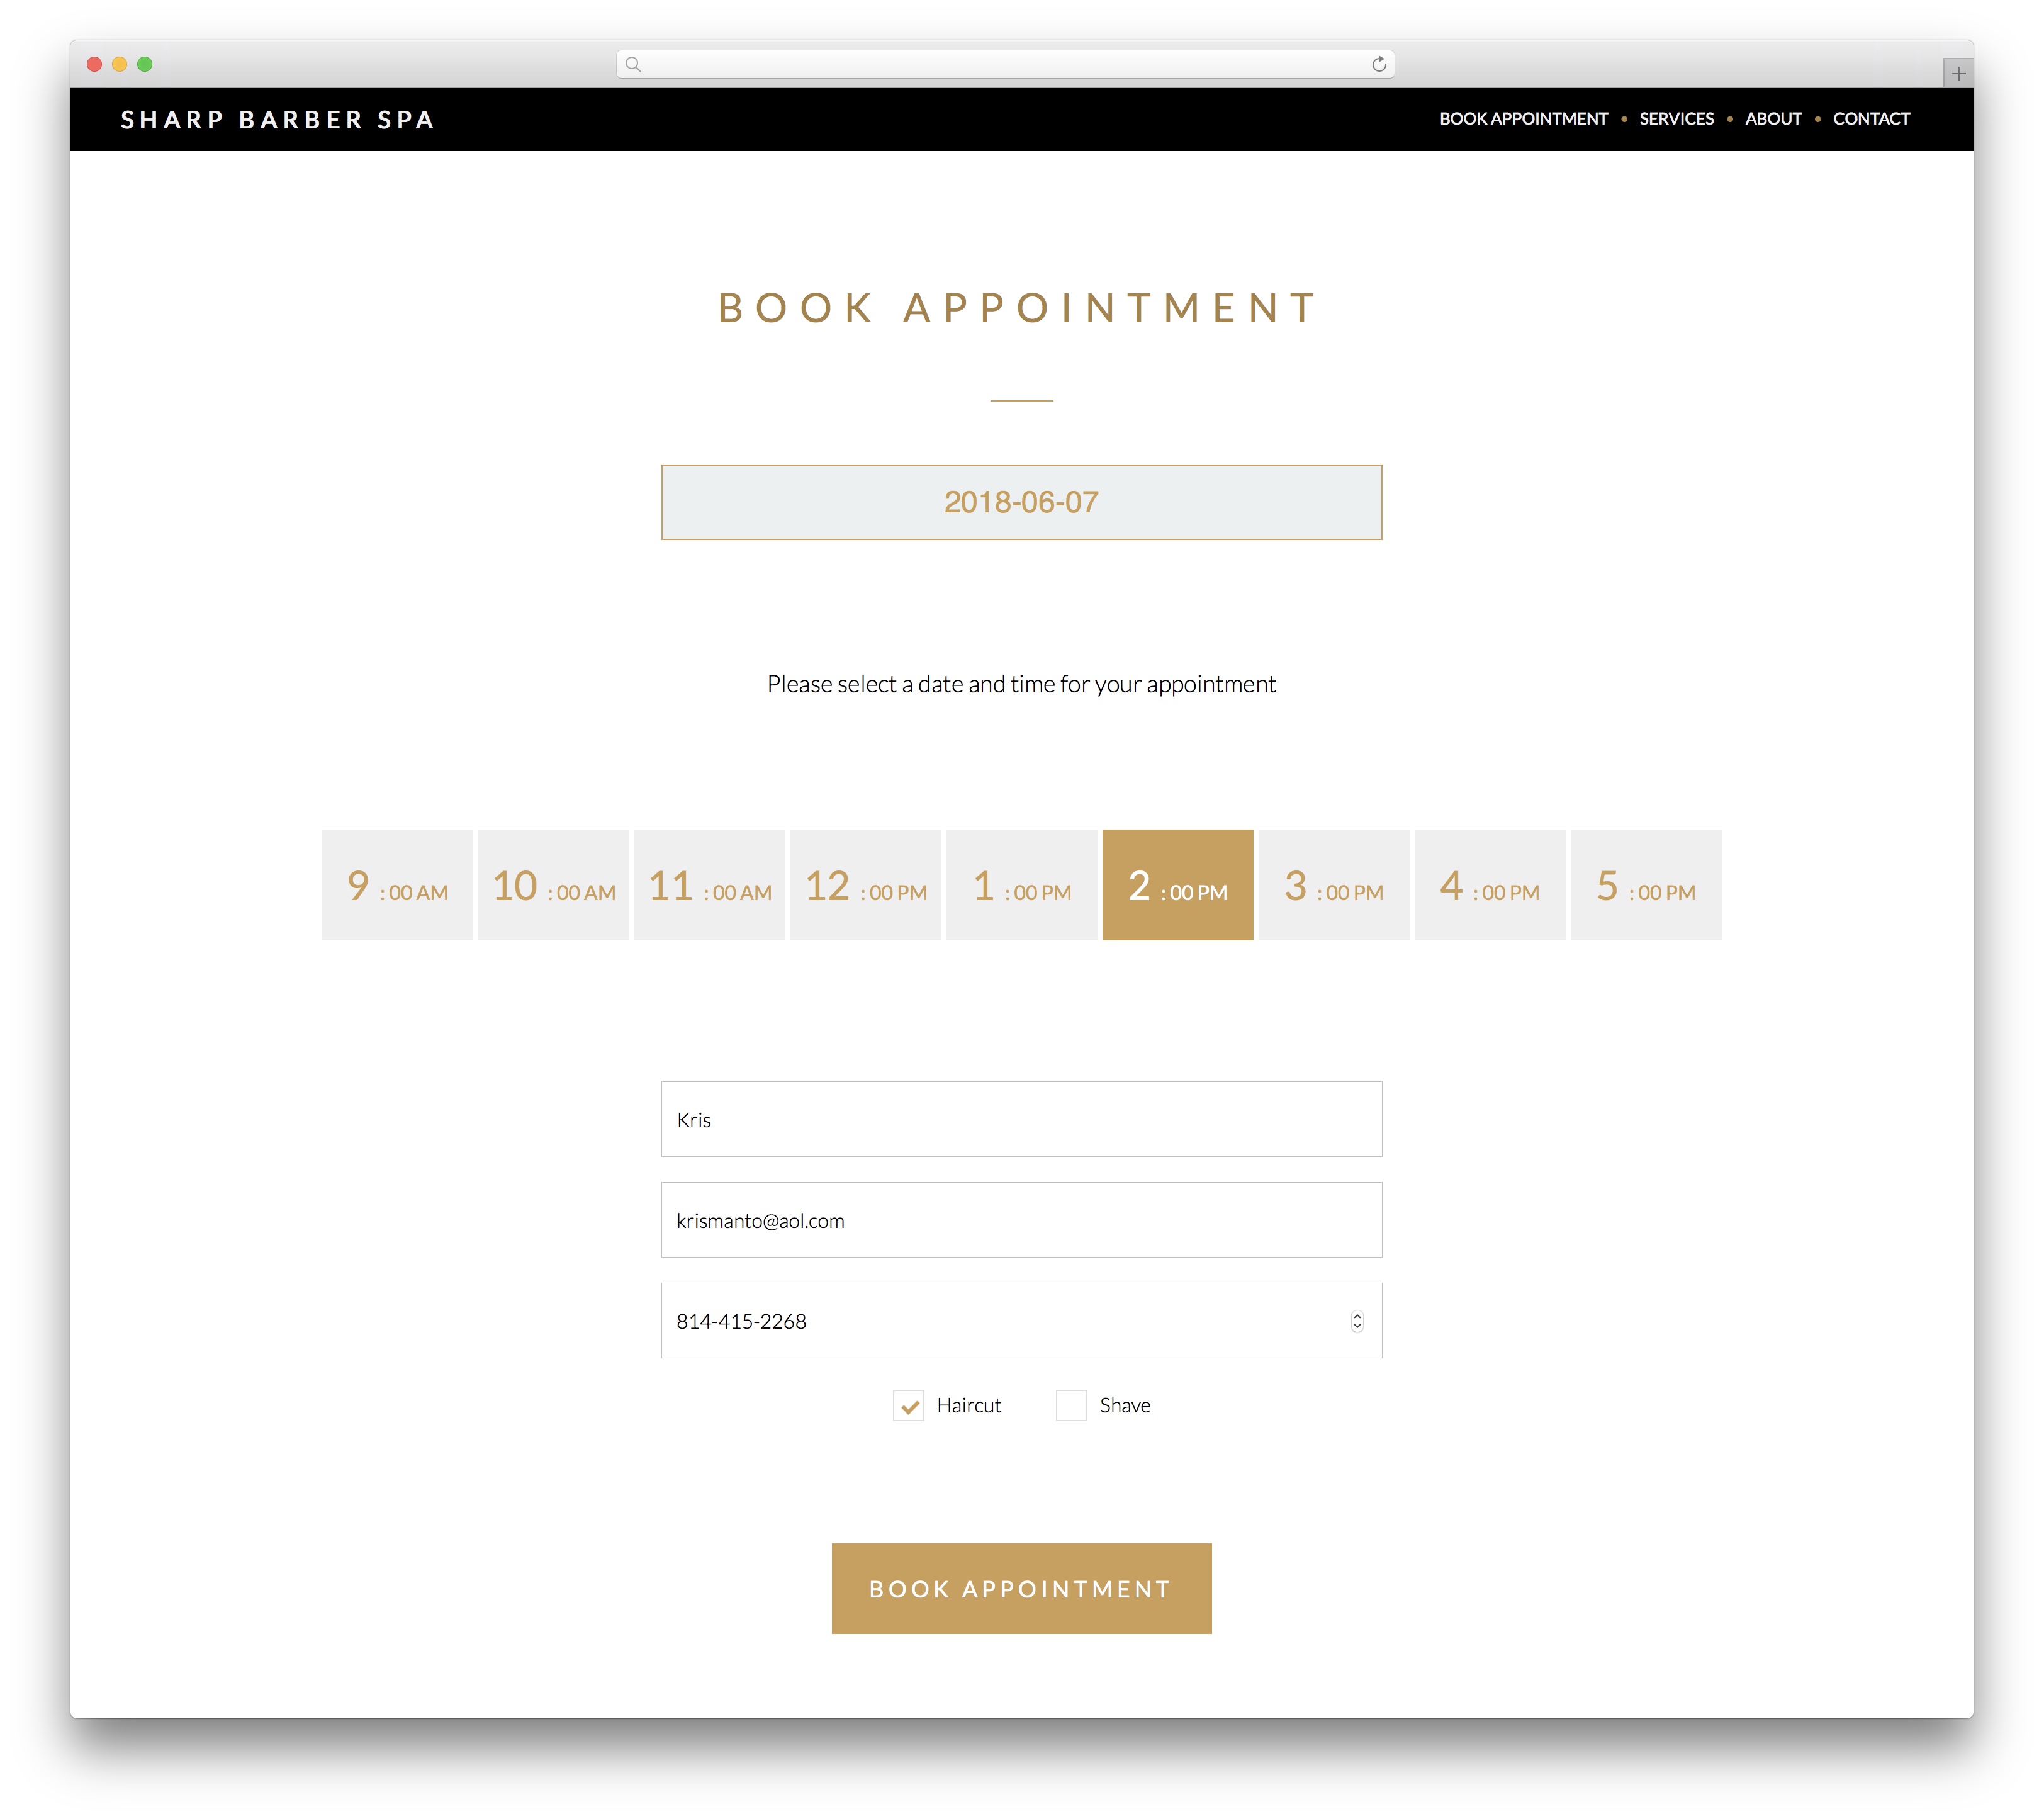 SHARP BARBER SPA
BOOK APPOINTMENT • SERVICES • ABOUT • CONTACT
BOOK APPOINTMENT
2018-06-07
Please select a date and time for your appointment
9 : 00 AM 10 : 00 AM 11 : 00 AM 12 : 00 PM 1 : 00 PM 2 : 00 PM 3 : 00 PM 4 : 00 PM 5 : 00 PM
Kris
krismanto@aol.com
814-415-2268
Haircut Shave
BOOK APPOINTMENT